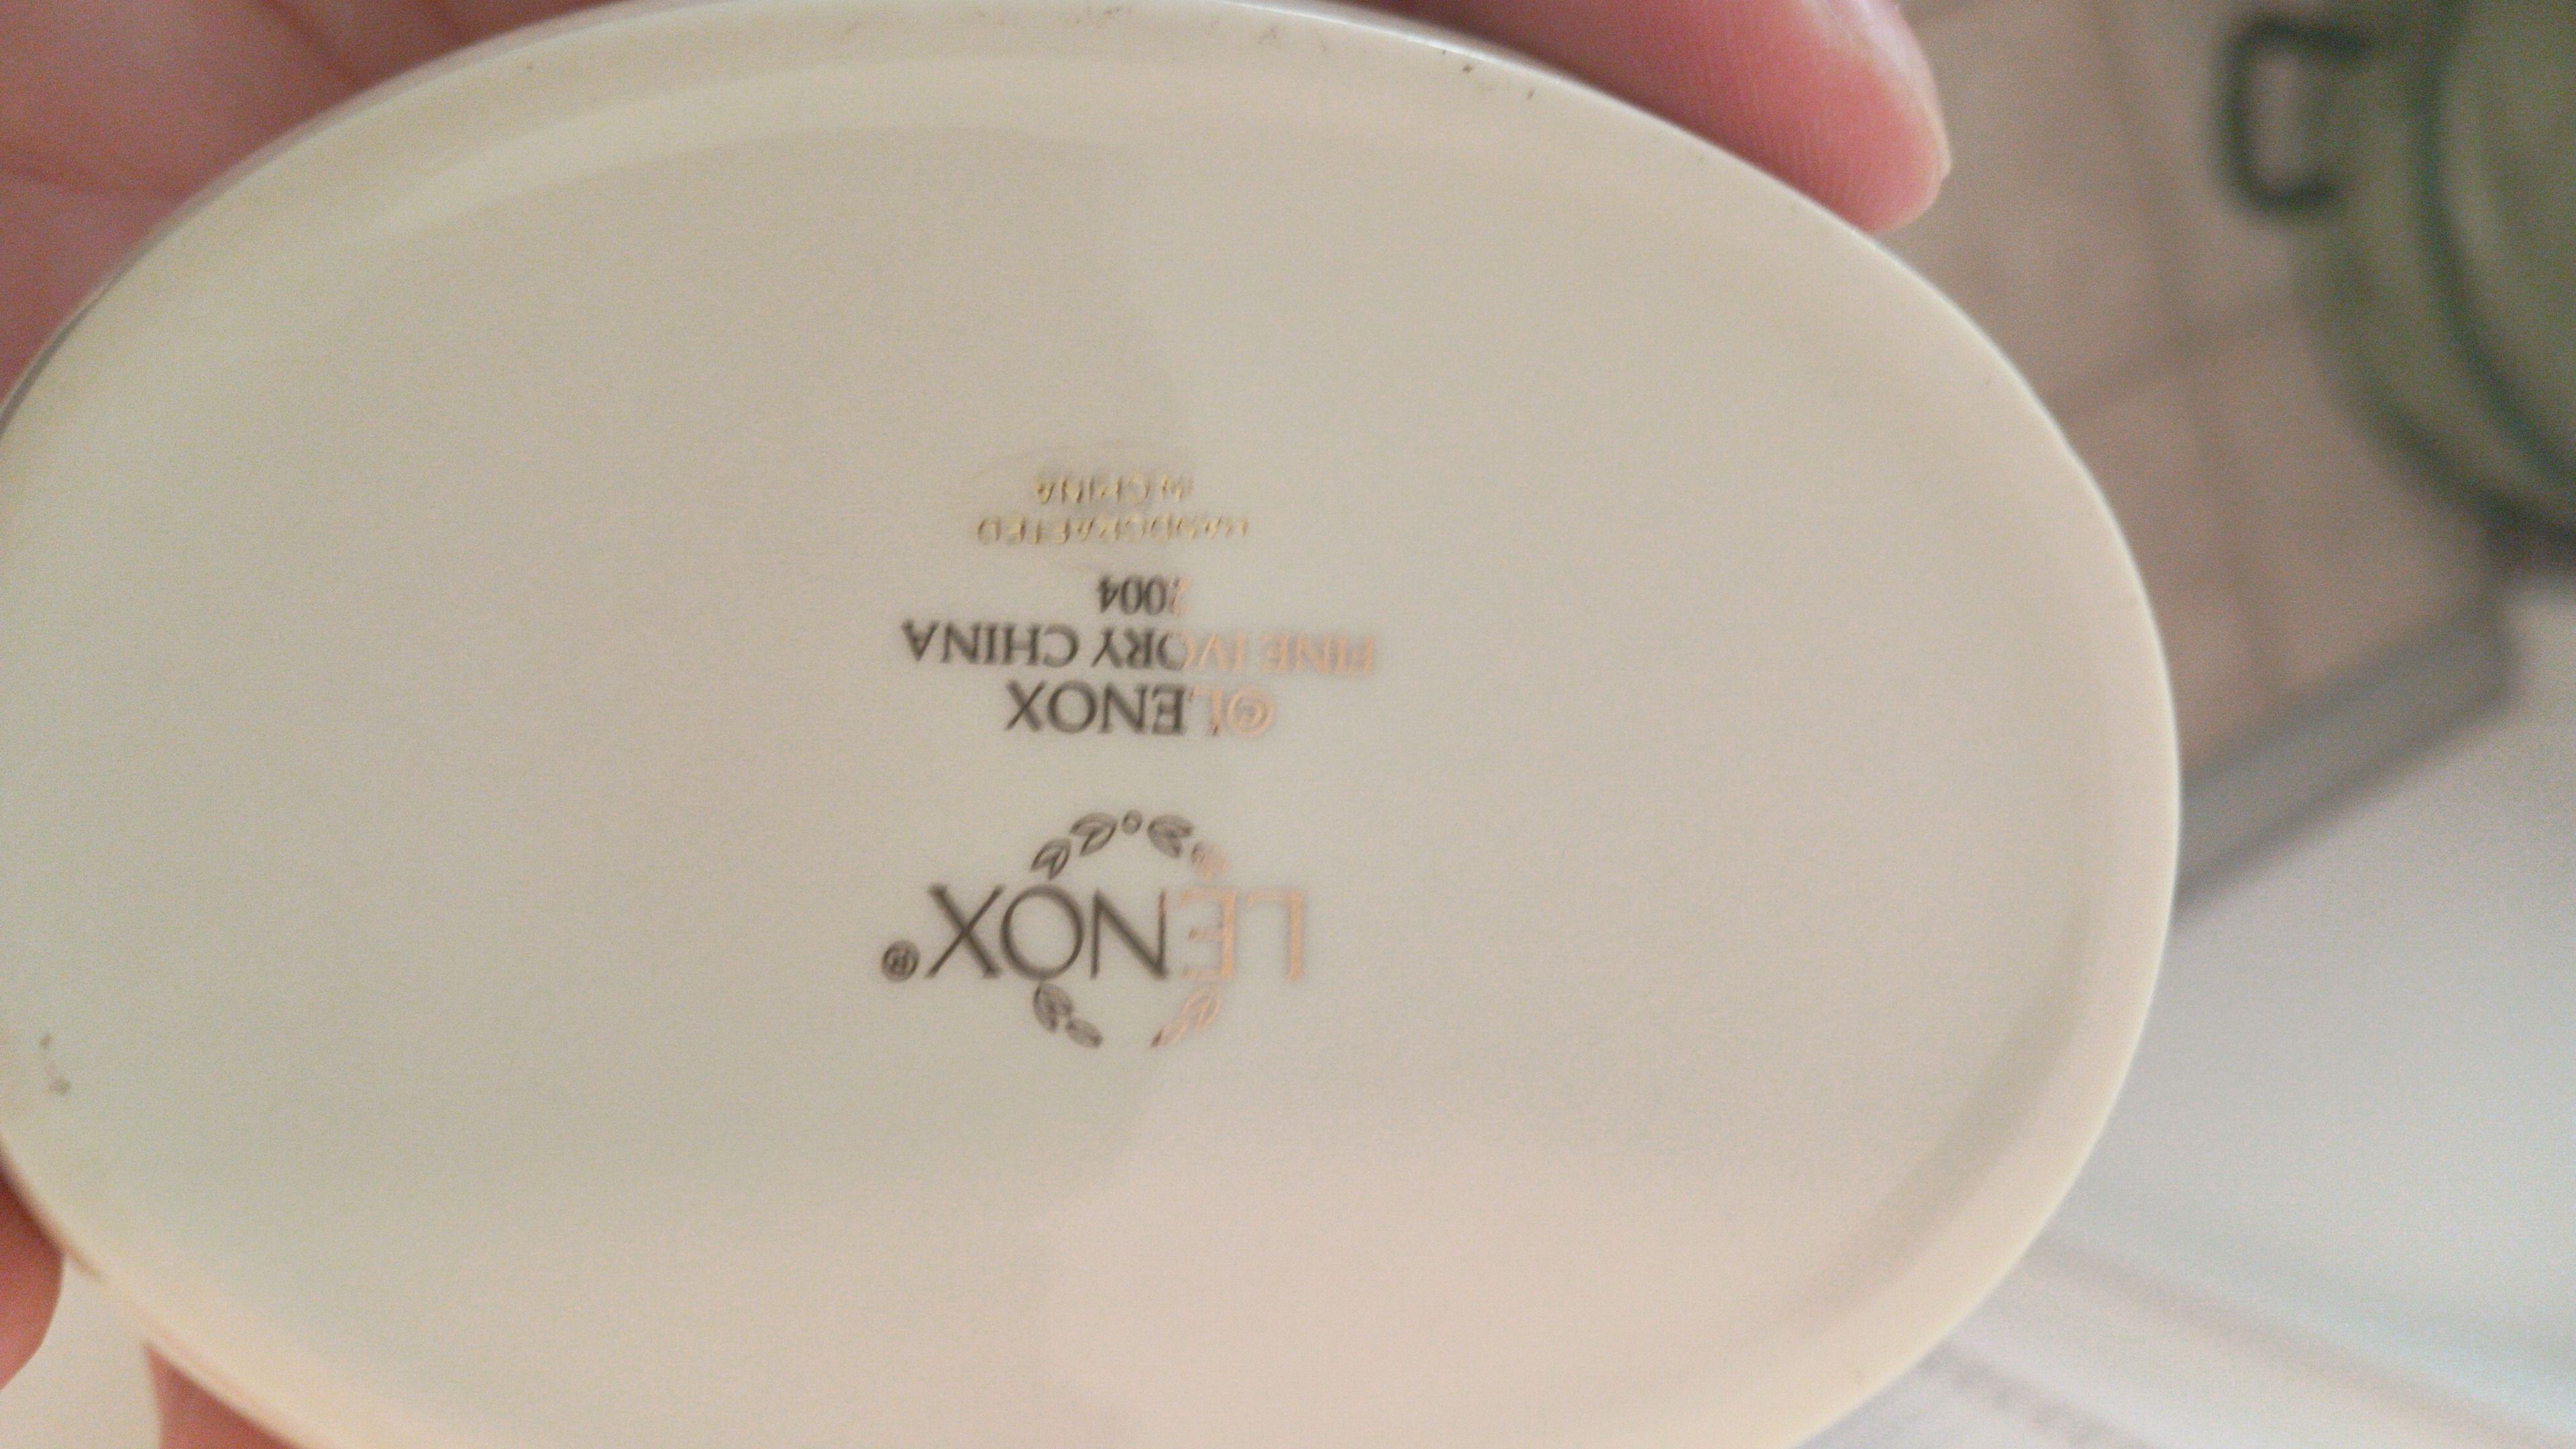 LENOX®
©LENOX
FINE IVORY CHINA
2004
HANDCRAFTED
IN CHINA